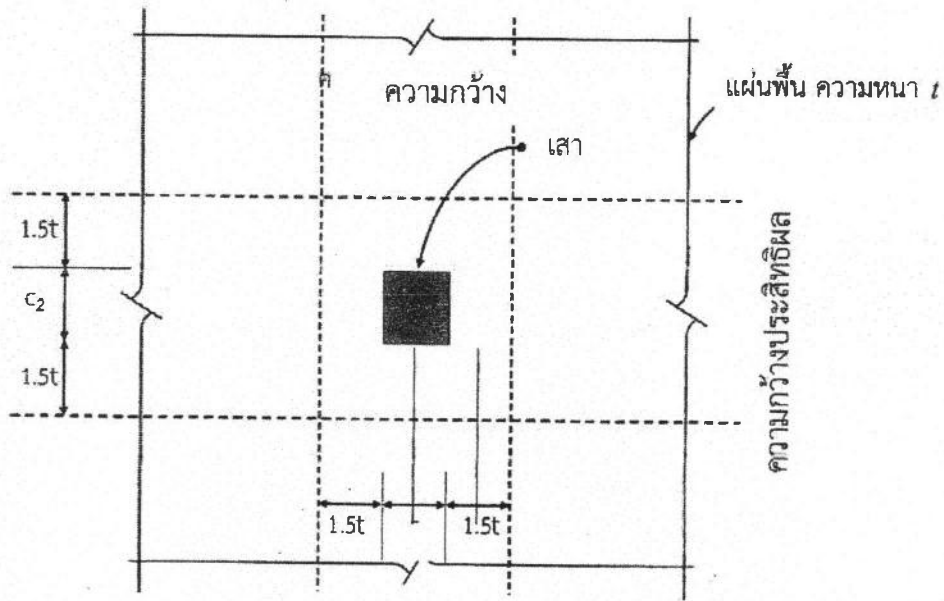 ความกว้าง
แผ่นพื้น ความหนา t
เสา
1.5t
c2
1.5t
ความกว้างประสิทธิผล
1.5t
1.5t